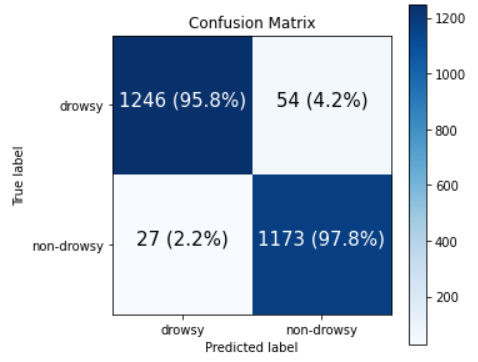 Confusion Matrix
drowsy
1246 (95.8%)
54 (4.2%)
non-drowsy
27 (2.2%)
1173 (97.8%)
drowsy
non-drowsy
Predicted label
True label
1200
1000
800
600
400
200